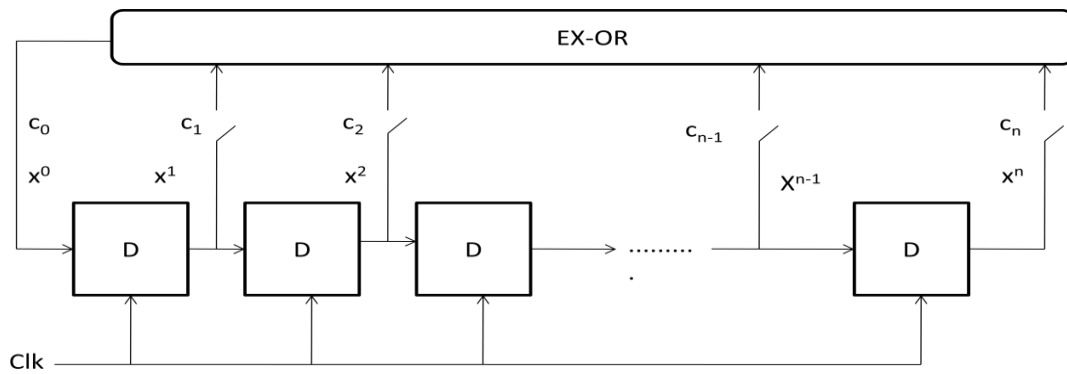 EX-OR
c₀ c₁ c₂ cₙ₋₁ cₙ
x⁰ x¹ x² Xⁿ⁻¹ xⁿ
D D D ......... D
.
Clk